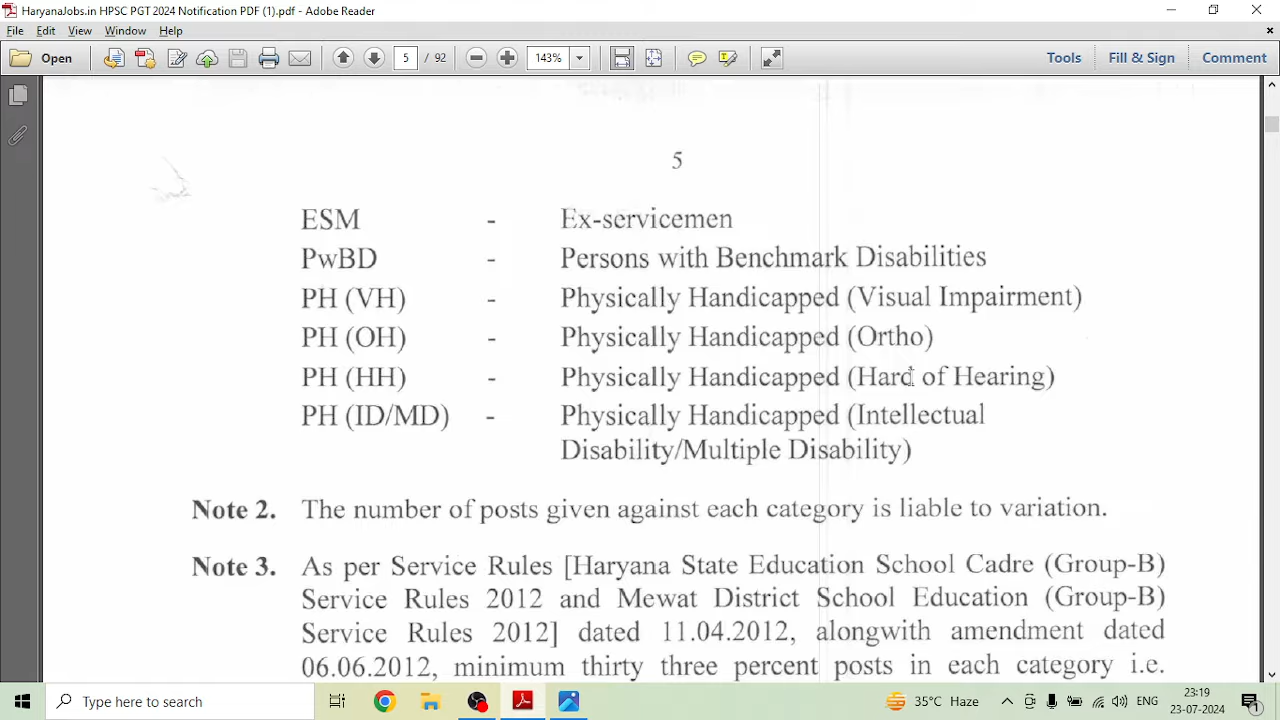 HaryanaJobs.in HPSC PGT 2024 Notification PDF (1).pdf - Adobe Reader
File Edit View Window Help
Open 5 / 92 143% Tools Fill & Sign Comment
5
ESM - Ex-servicemen
PwBD - Persons with Benchmark Disabilities
PH (VH) - Physically Handicapped (Visual Impairment)
PH (OH) - Physically Handicapped (Ortho)
PH (HH) - Physically Handicapped (Hard of Hearing)
PH (ID/MD) - Physically Handicapped (Intellectual
Disability/Multiple Disability)
Note 2. The number of posts given against each category is liable to variation.
Note 3. As per Service Rules [Haryana State Education School Cadre (Group-B)
Service Rules 2012 and Mewat District School Education (Group-B)
Service Rules 2012] dated 11.04.2012, alongwith amendment dated
06.06.2012, minimum thirty three percent posts in each category i.e.
Type here to search 35°C Haze ENG 23:19
23-07-2024 1